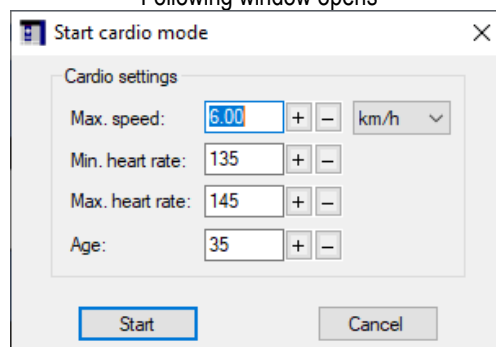 Following window opens
Start cardio mode
Cardio settings
Max. speed: 6.00 + – km/h
Min. heart rate: 135 + –
Max. heart rate: 145 + –
Age: 35 + –
Start Cancel